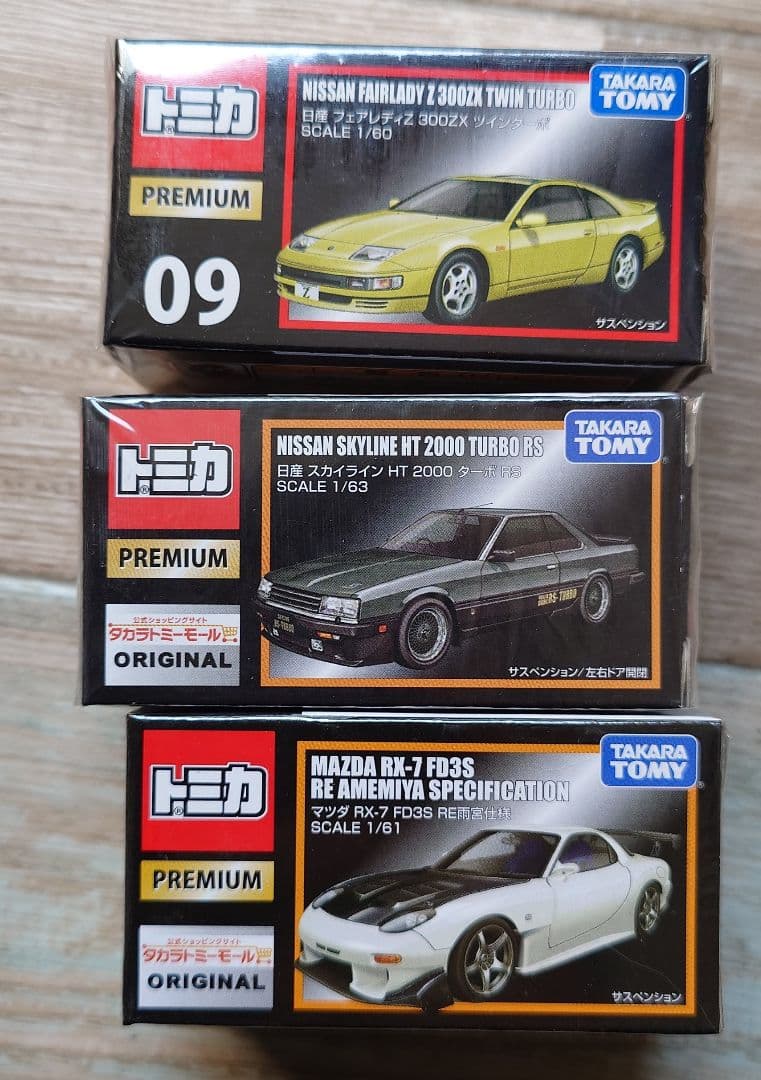 トミカ
PREMIUM
09
NISSAN FAIRLADY Z 300ZX TWIN TURBO
日産 フェアレディZ 300ZX ツインターボ
SCALE 1/60
TAKARA
TOMY
Z
サスペンション
トミカ
PREMIUM
公式ショッピングサイト
タカラトミーモール
ORIGINAL
NISSAN SKYLINE HT 2000 TURBO RS
日産 スカイライン HT 2000 ターボ RS
SCALE 1/63
TAKARA
TOMY
RS-TURBO
サスペンション/左右ドア開閉
トミカ
PREMIUM
公式ショッピングサイト
タカラトミーモール
ORIGINAL
MAZDA RX-7 FD3S
RE AMEMIYA SPECIFICATION
マツダ RX-7 FD3S RE雨宮仕様
SCALE 1/61
TAKARA
TOMY
サスペンション